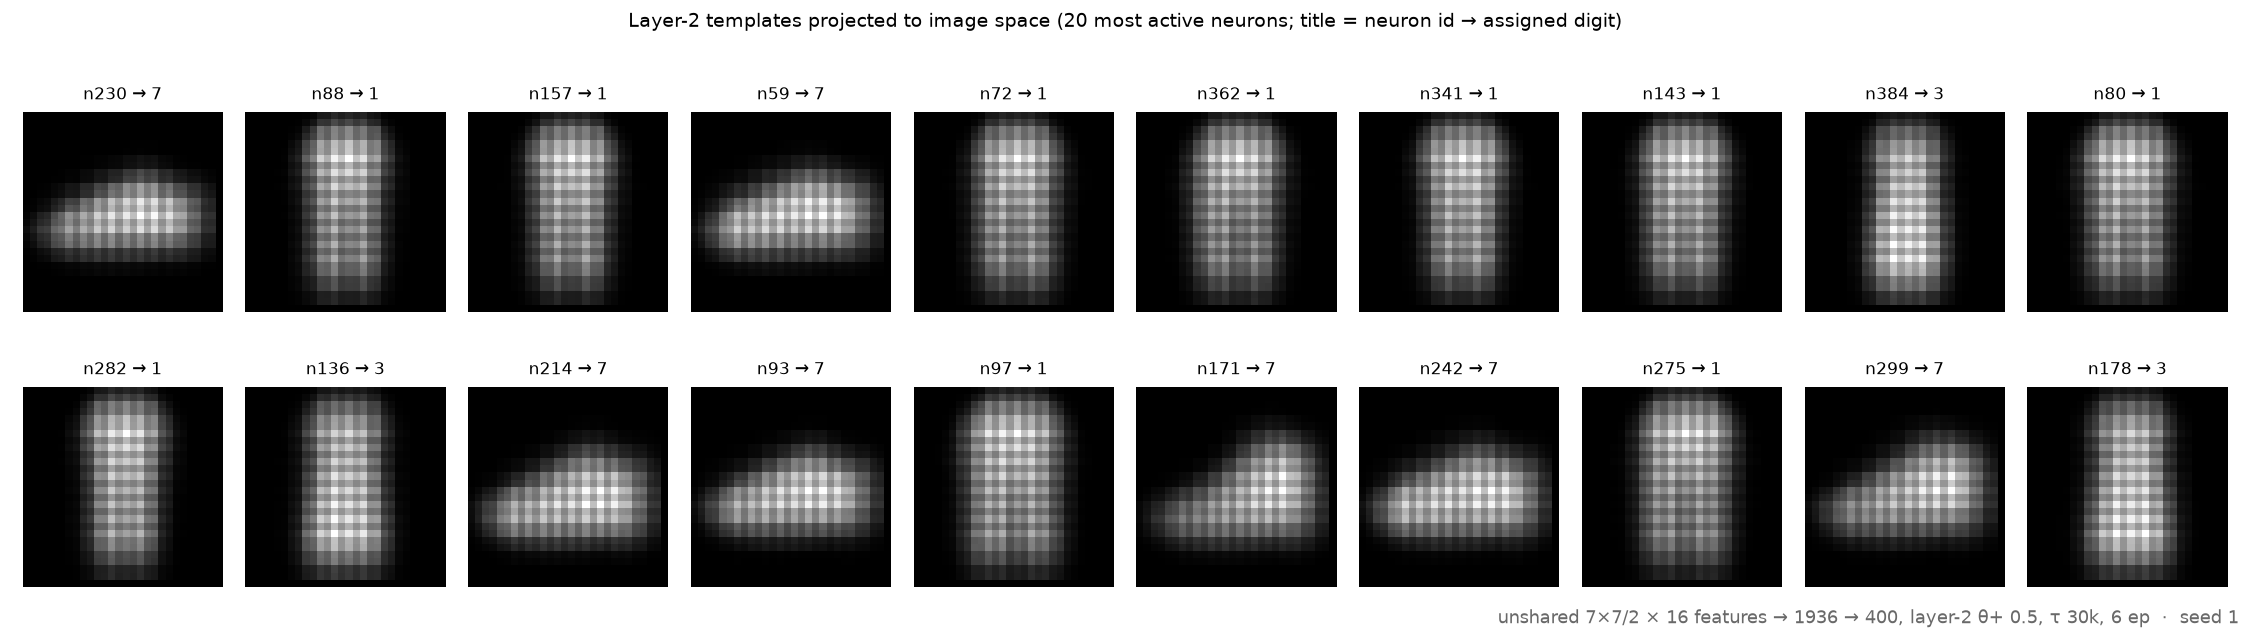 Layer-2 templates projected to image space (20 most active neurons; title = neuron id → assigned digit)
n230 → 7 n88 → 1 n157 → 1 n59 → 7 n72 → 1 n362 → 1 n341 → 1 n143 → 1 n384 → 3 n80 → 1
n282 → 1 n136 → 3 n214 → 7 n93 → 7 n97 → 1 n171 → 7 n242 → 7 n275 → 1 n299 → 7 n178 → 3
unshared 7×7/2 × 16 features → 1936 → 400, layer-2 θ+ 0.5, τ 30k, 6 ep · seed 1